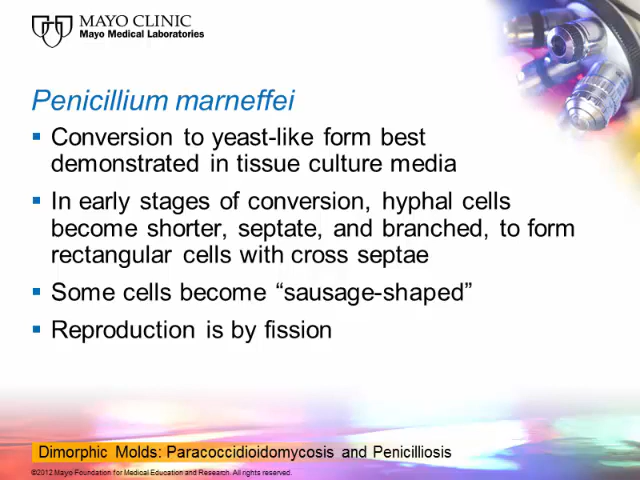 MAYO CLINIC
Mayo Medical Laboratories
Penicillium marneffei
▪ Conversion to yeast-like form best
demonstrated in tissue culture media
▪ In early stages of conversion, hyphal cells
become shorter, septate, and branched, to form
rectangular cells with cross septae
▪ Some cells become “sausage-shaped”
▪ Reproduction is by fission
Dimorphic Molds: Paracoccidioidomycosis and Penicilliosis
©2012 Mayo Foundation for Medical Education and Research. All rights reserved.